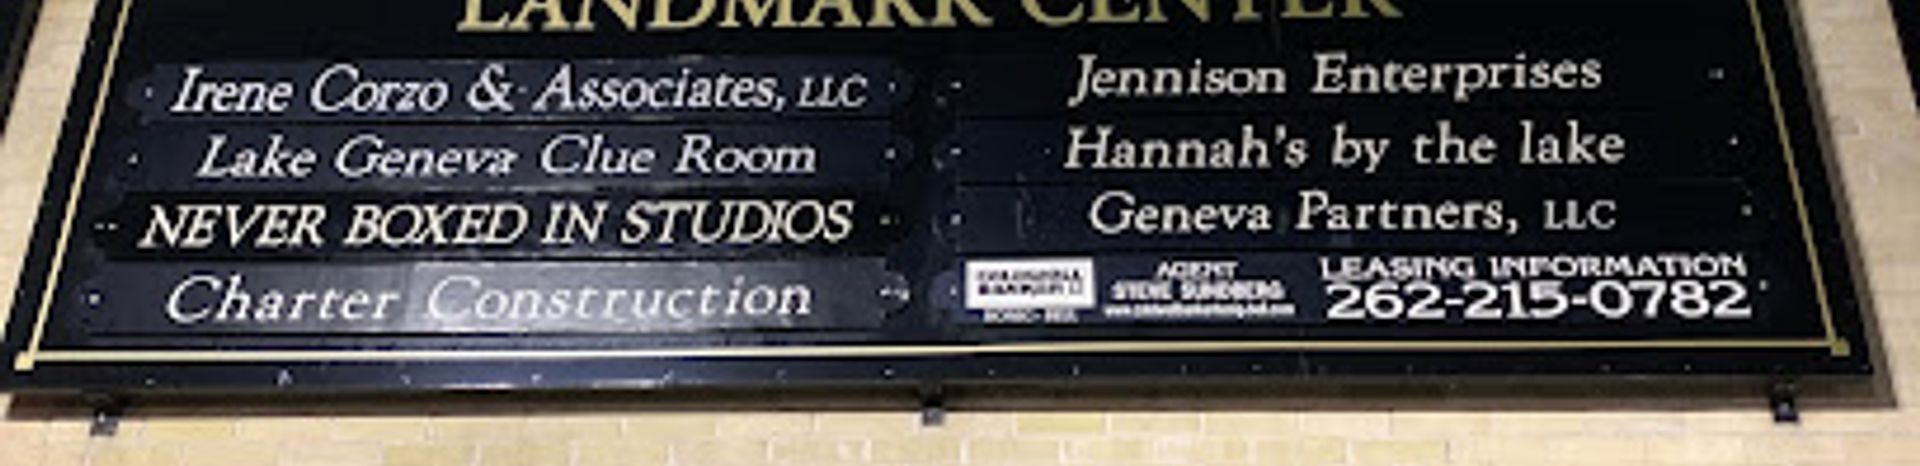 LANDMARK CENTER
Irene Corzo & Associates, LLC
Lake Geneva Clue Room
NEVER BOXED IN STUDIOS
Charter Construction
Jennison Enterprises
Hannah's by the lake
Geneva Partners, LLC
AGENT
STEVE SUNDBERG
LEASING INFORMATION
262-215-0782